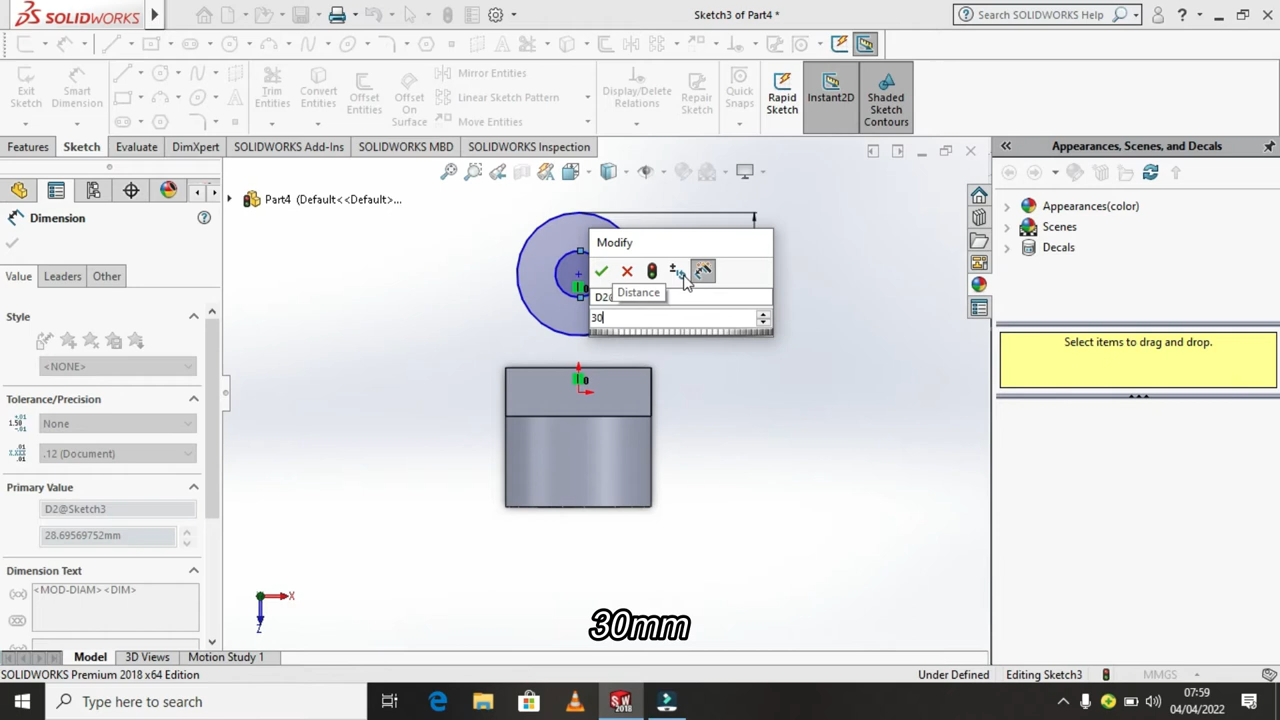 SOLIDWORKS
Sketch3 of Part4 *
Search SOLIDWORKS Help
Exit Sketch
Smart Dimension
Trim Entities
Convert Entities
Offset Entities
Offset On Surface
Mirror Entities
Linear Sketch Pattern
Move Entities
Display/Delete Relations
Repair Sketch
Quick Snaps
Rapid Sketch
Instant2D
Shaded Sketch Contours
Features
Sketch
Evaluate
DimXpert
SOLIDWORKS Add-Ins
SOLIDWORKS MBD
SOLIDWORKS Inspection
Appearances, Scenes, and Decals
Part4 (Default<<Default>...
Dimension
Value
Leaders
Other
Style
<NONE>
Tolerance/Precision
None
.12 (Document)
Primary Value
D2@Sketch3
28.69569752mm
Dimension Text
<MOD-DIAM><DIM>
Modify
Distance
D2@
30
0
0
X
Z
30mm
Appearances(color)
Scenes
Decals
Select items to drag and drop.
Model
3D Views
Motion Study 1
SOLIDWORKS Premium 2018 x64 Edition
Under Defined
Editing Sketch3
MMGS
Type here to search
07:59
04/04/2022